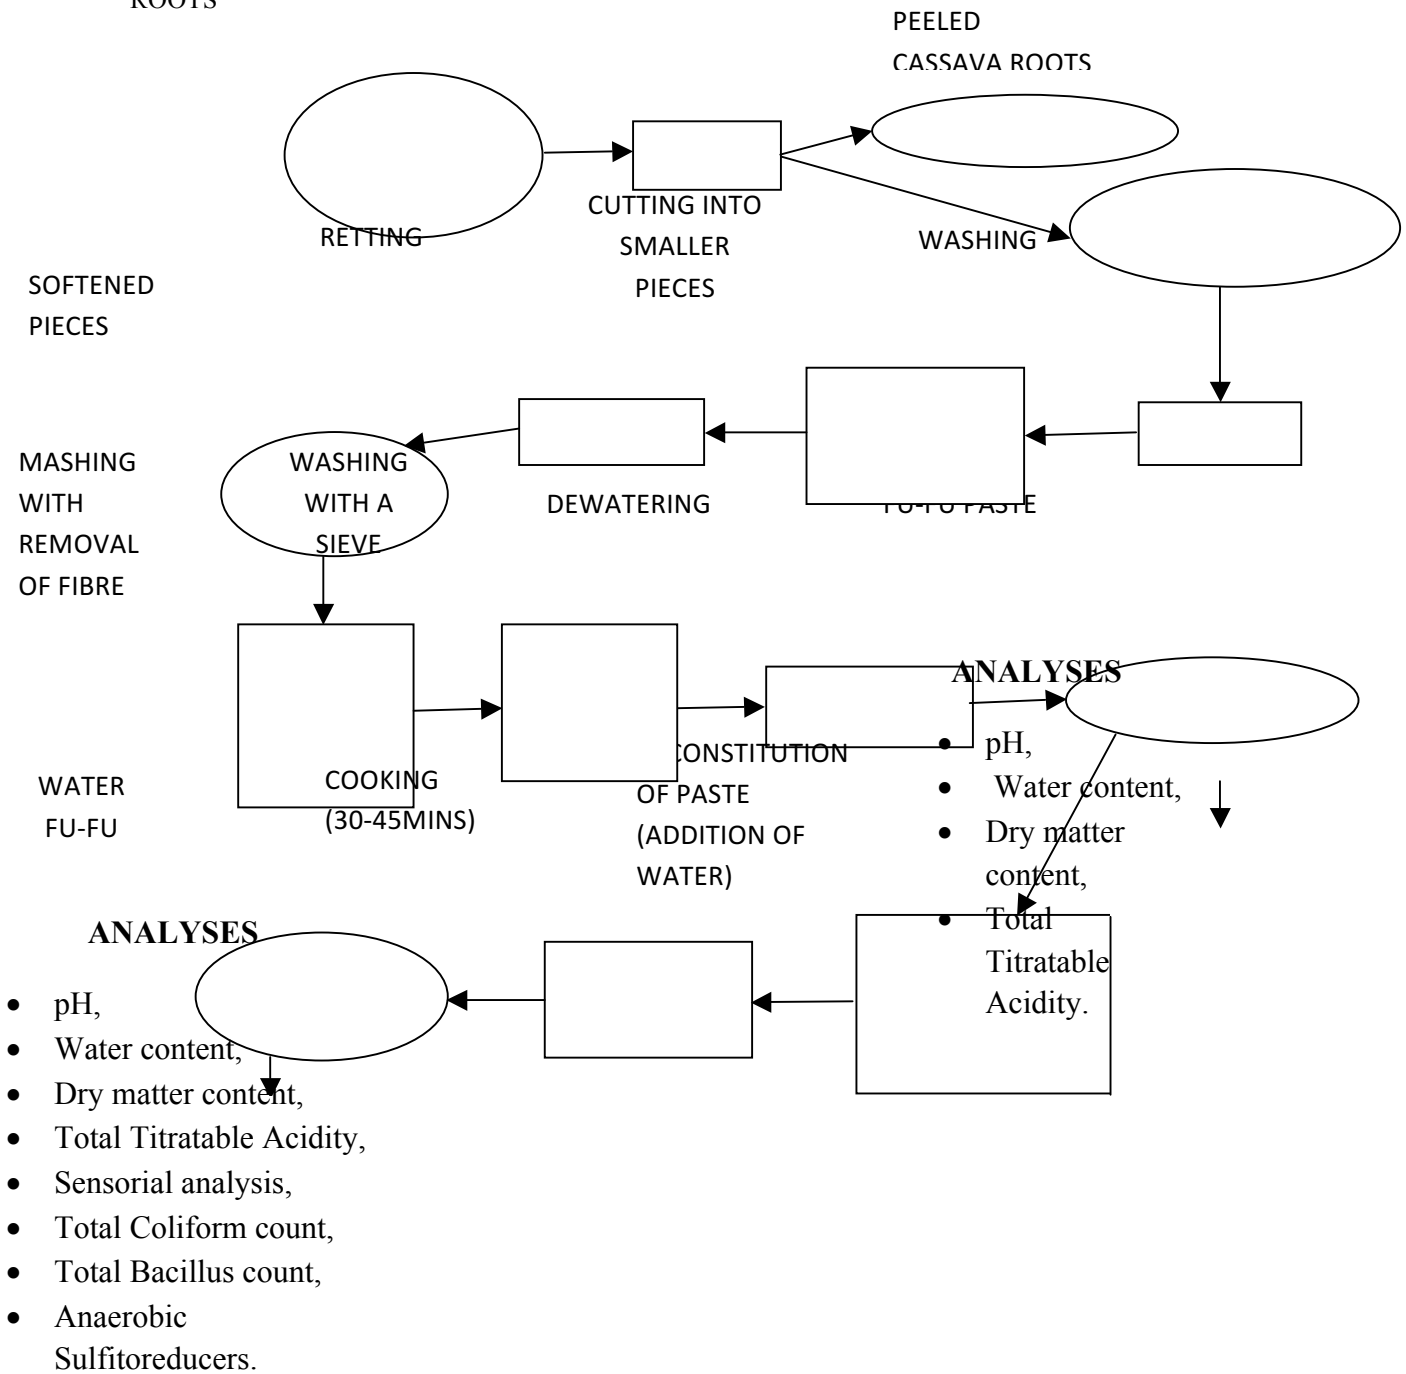 ROOTS
PEELED
CASSAVA ROOTS
RETTING
CUTTING INTO
SMALLER
PIECES
WASHING
SOFTENED
PIECES
MASHING
WITH
REMOVAL
OF FIBRE
WASHING
WITH A
SIEVE
DEWATERING
FU-FU PASTE
WATER
FU-FU
COOKING
(30-45MINS)
CONSTITUTION
OF PASTE
(ADDITION OF
WATER)
ANALYSES
• pH,
• Water content,
• Dry matter
content,
• Total
Titratable
Acidity.
ANALYSES
• pH,
• Water content,
• Dry matter content,
• Total Titratable Acidity,
• Sensorial analysis,
• Total Coliform count,
• Total Bacillus count,
• Anaerobic
Sulfitoreducers.